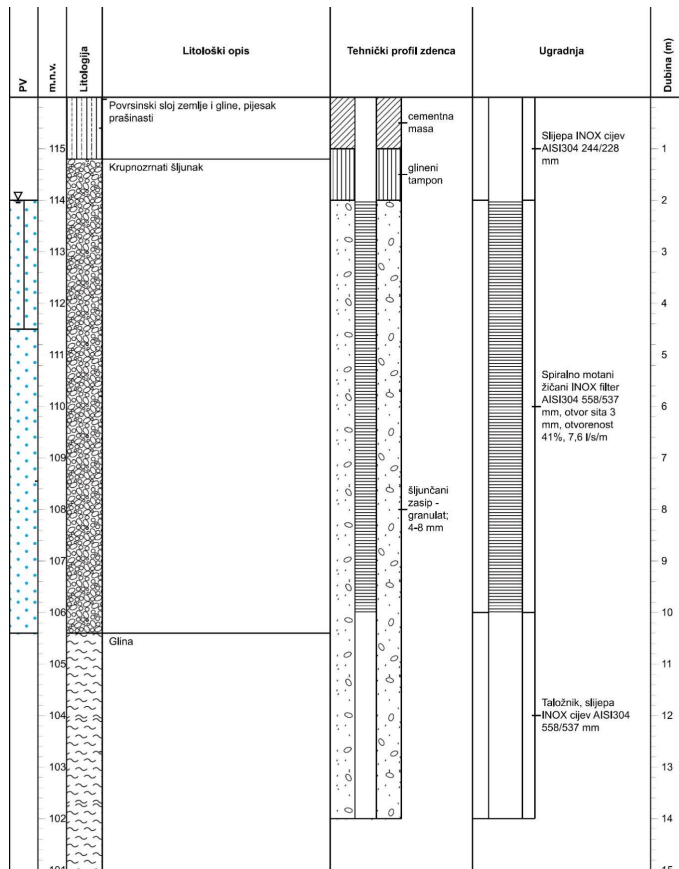 PV
m.n.v.
Litologija
Litološki opis
Tehnički profil zdenca
Ugradnja
Dubina (m)
Povrsinski sloj zemlje i gline, pijesak
prašinasti
Krupnozrnati šljunak
Glina
115
114
113
112
111
110
109
108
107
106
105
104
103
102
101
cementna
masa
glineni
tampon
šljunčani
zasip -
granulat;
4-8 mm
Slijepa INOX cijev
AISI304 244/228
mm
Spiralno motani
žičani INOX filter
AISI304 558/537
mm, otvor sita 3
mm, otvorenost
41%, 7,6 l/s/m
Taložnik, slijepa
INOX cijev AISI304
558/537 mm
1
2
3
4
5
6
7
8
9
10
11
12
13
14
15